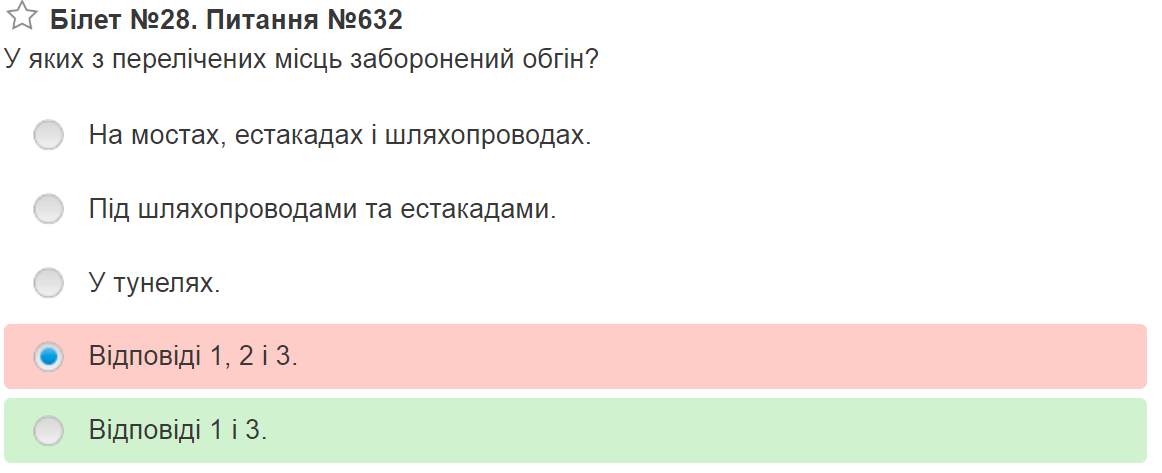 Білет №28. Питання №632
У яких з перелічених місць заборонений обгін?
На мостах, естакадах і шляхопроводах.
Під шляхопроводами та естакадами.
У тунелях.
Відповіді 1, 2 і 3.
Відповіді 1 і 3.